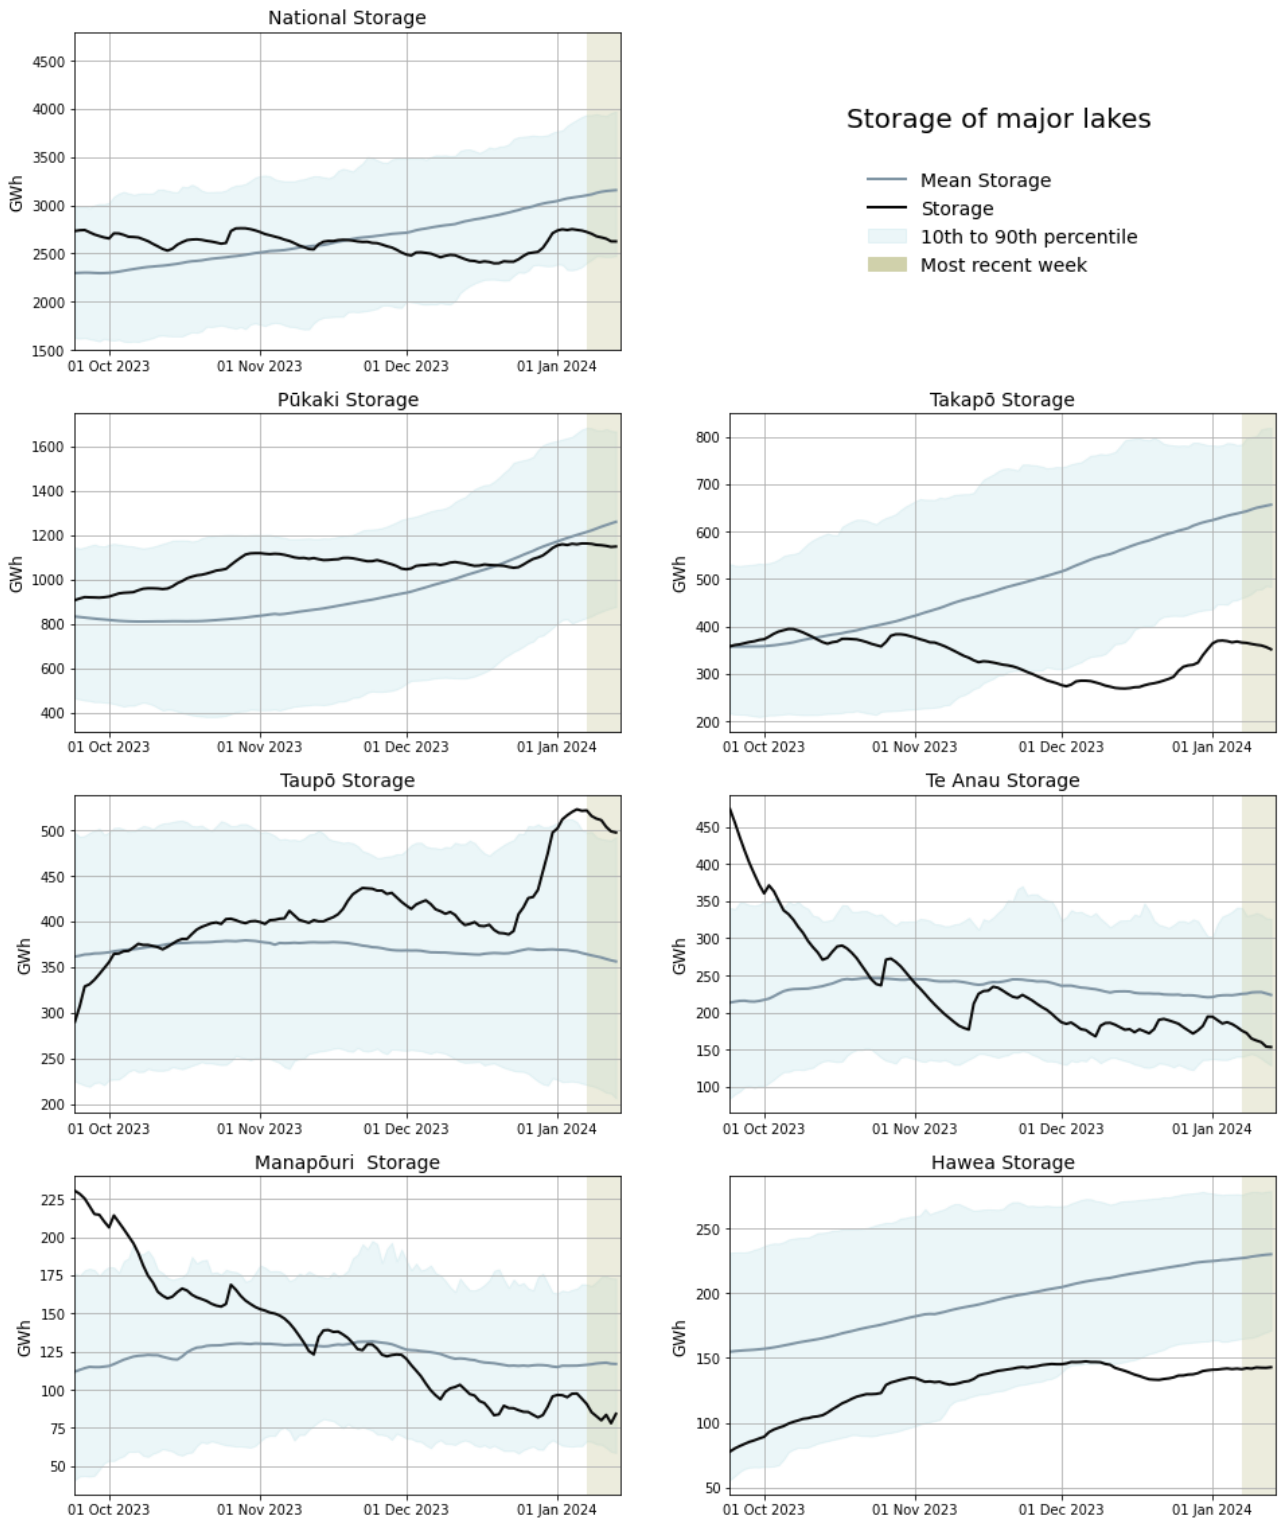 National Storage
GWh
4500
4000
3500
3000
2500
2000
1500
01 Oct 2023 01 Nov 2023 01 Dec 2023 01 Jan 2024
Storage of major lakes
Mean Storage
Storage
10th to 90th percentile
Most recent week
Pūkaki Storage
GWh
1600
1400
1200
1000
800
600
400
01 Oct 2023 01 Nov 2023 01 Dec 2023 01 Jan 2024
Takapō Storage
GWh
800
700
600
500
400
300
200
01 Oct 2023 01 Nov 2023 01 Dec 2023 01 Jan 2024
Taupō Storage
GWh
500
450
400
350
300
250
200
01 Oct 2023 01 Nov 2023 01 Dec 2023 01 Jan 2024
Te Anau Storage
GWh
450
400
350
300
250
200
150
100
01 Oct 2023 01 Nov 2023 01 Dec 2023 01 Jan 2024
Manapōuri  Storage
GWh
225
200
175
150
125
100
75
50
01 Oct 2023 01 Nov 2023 01 Dec 2023 01 Jan 2024
Hawea Storage
GWh
250
200
150
100
50
01 Oct 2023 01 Nov 2023 01 Dec 2023 01 Jan 2024